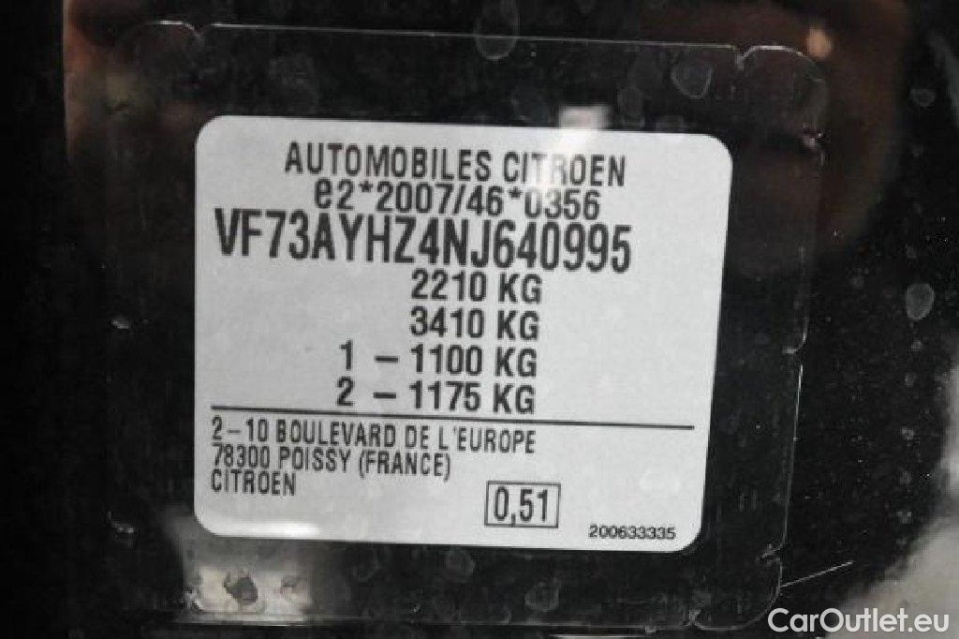 AUTOMOBILES CITROEN
e2*2007/46*0356
VF73AYHZ4NJ640995
2210 KG
3410 KG
1 – 1100 KG
2 – 1175 KG
2–10 BOULEVARD DE L'EUROPE
78300 POISSY (FRANCE)
CITROEN
0,51
200633335
CarOutlet.eu